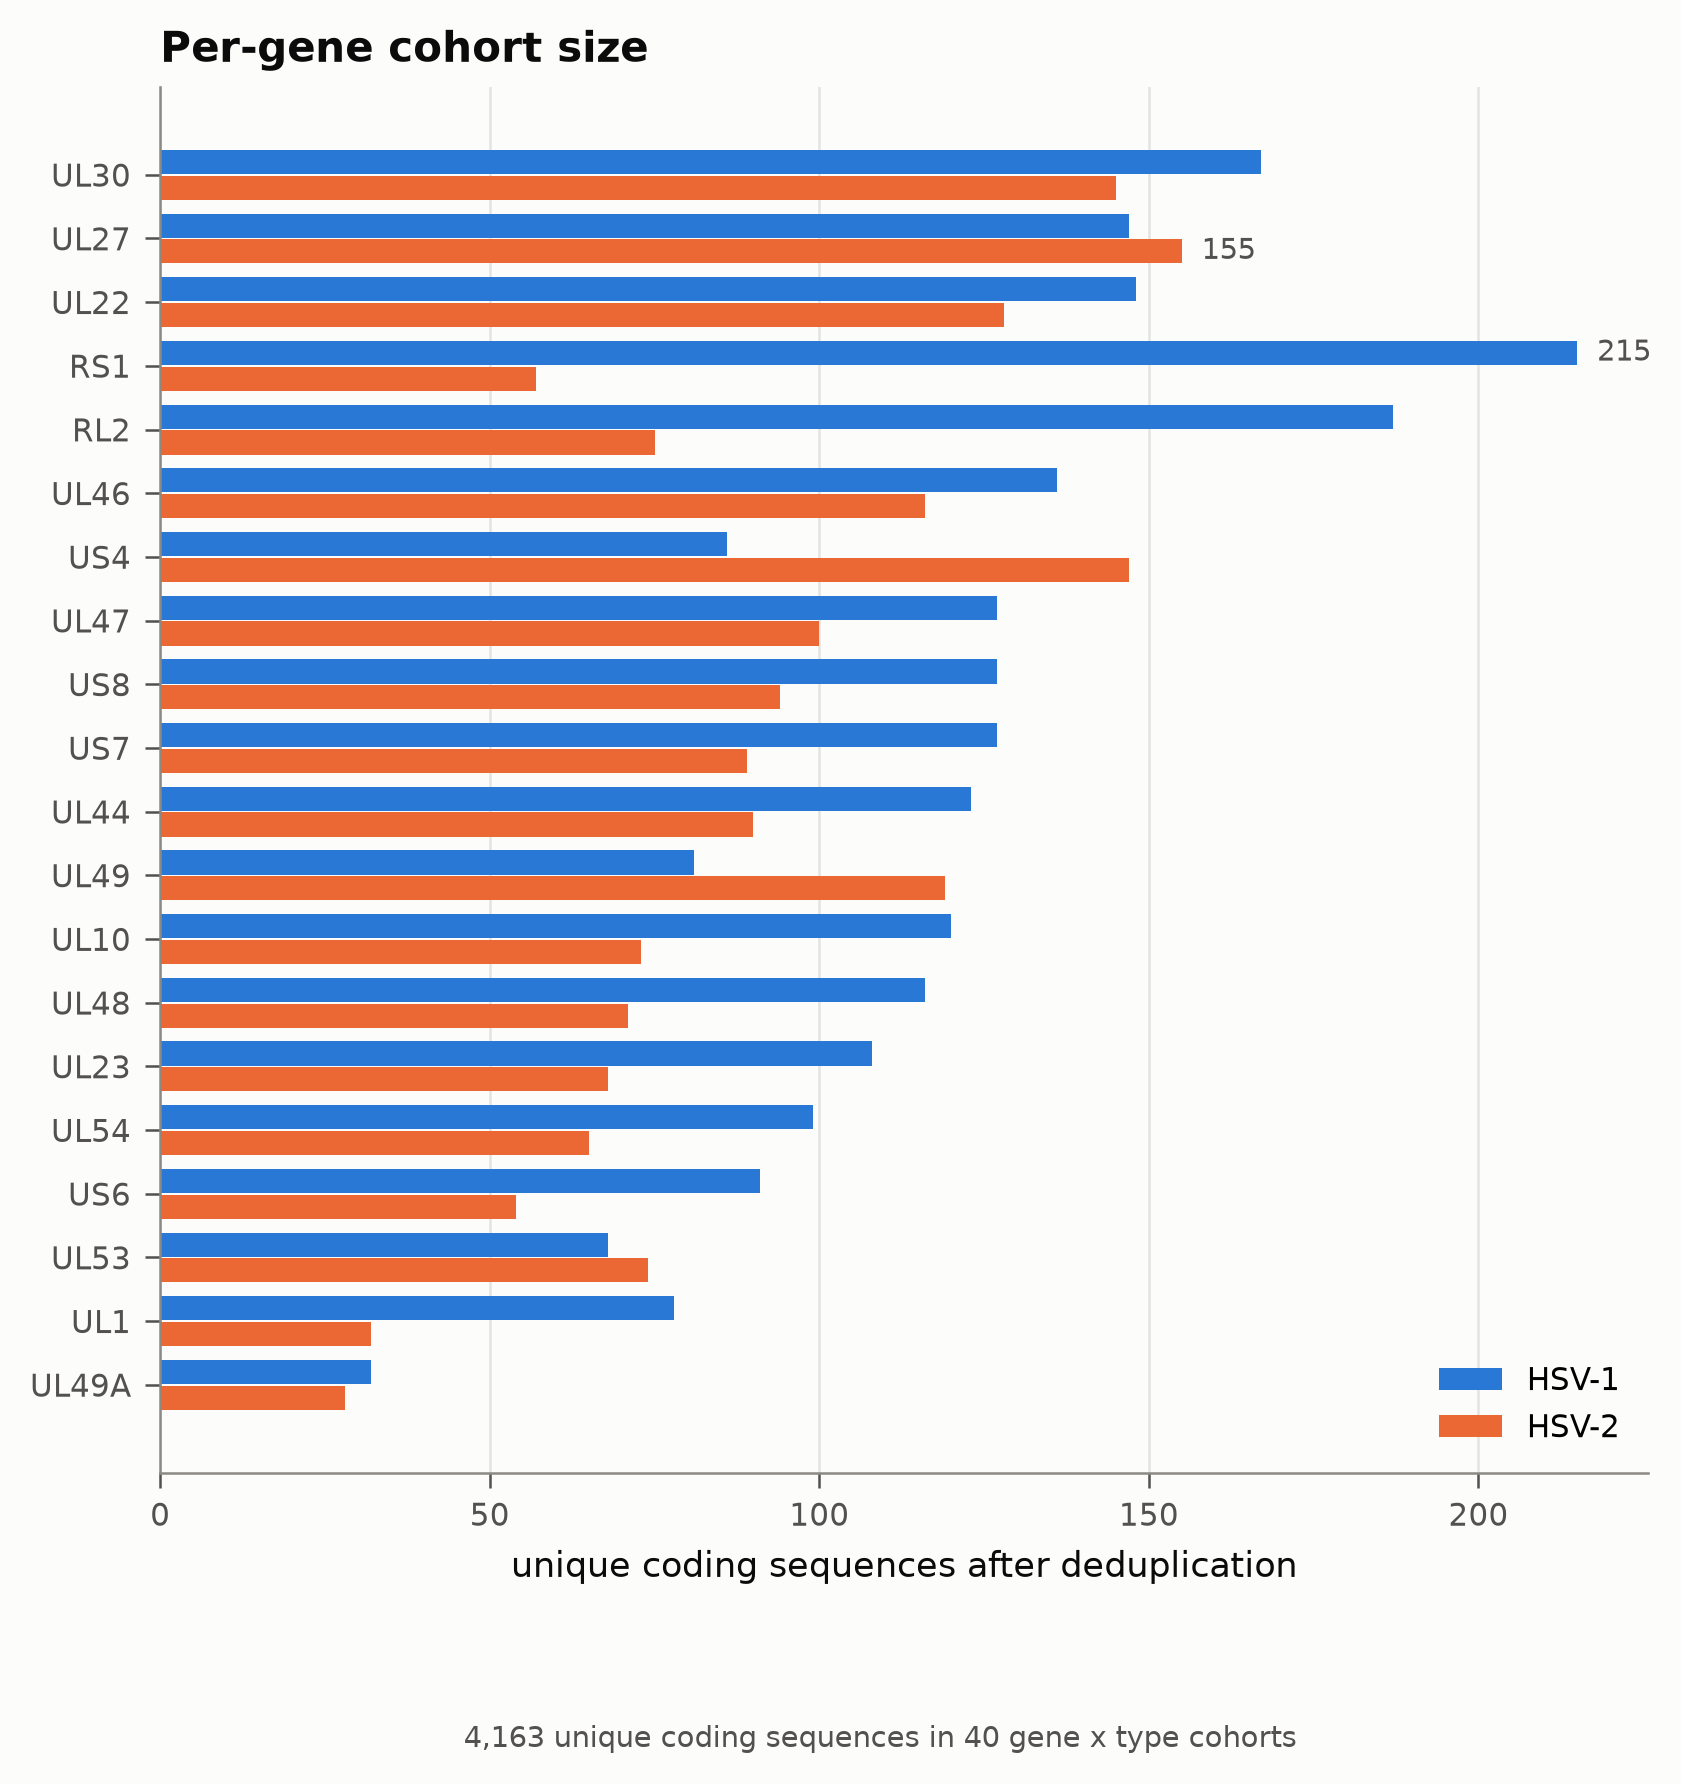 Per-gene cohort size
UL30
UL27
155
UL22
RS1
215
RL2
UL46
US4
UL47
US8
US7
UL44
UL49
UL10
UL48
UL23
UL54
US6
UL53
UL1
UL49A
HSV-1
HSV-2
0 50 100 150 200
unique coding sequences after deduplication
4,163 unique coding sequences in 40 gene x type cohorts